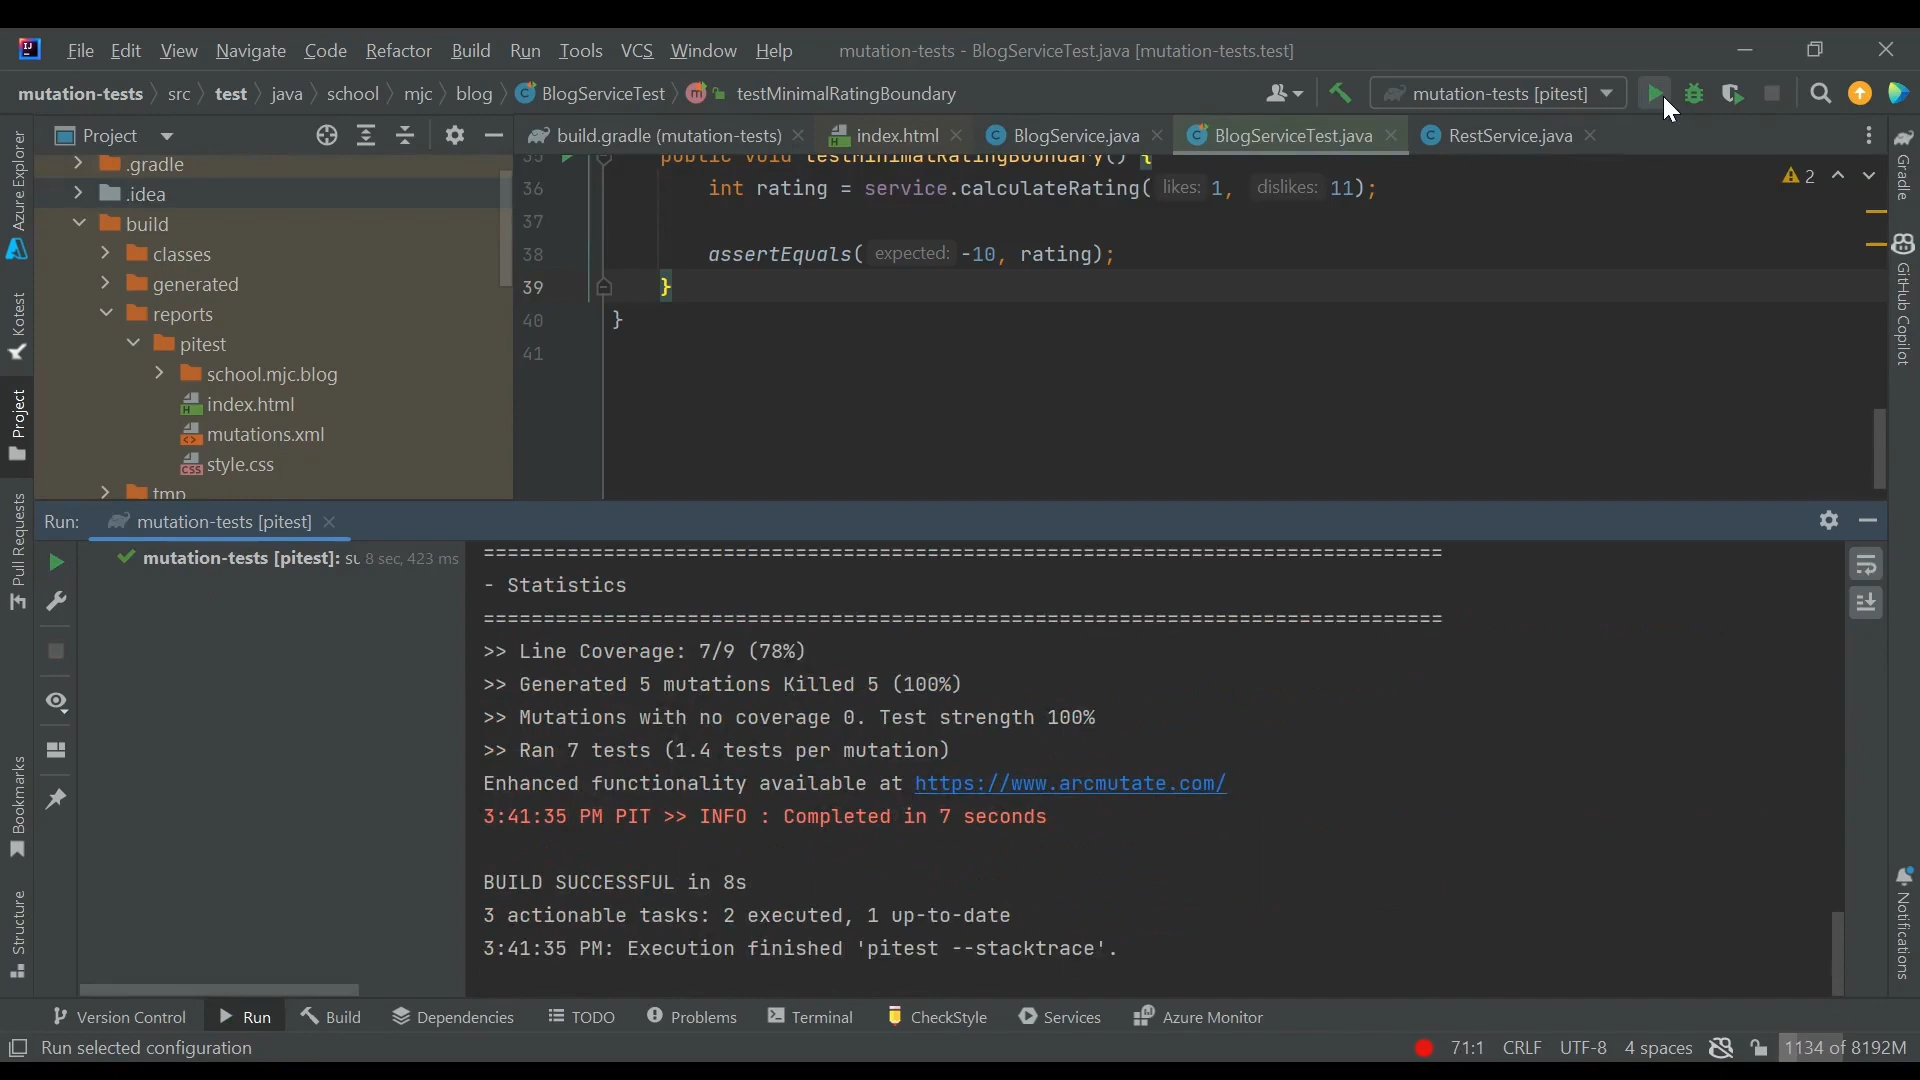 File Edit View Navigate Code Refactor Build Run Tools VCS Window Help mutation-tests - BlogServiceTest.java [mutation-tests.test]
mutation-tests src test java school mjc blog BlogServiceTest testMinimalRatingBoundary mutation-tests [pitest]
Project
build.gradle (mutation-tests) index.html BlogService.java BlogServiceTest.java RestService.java
.gradle
.idea
build
classes
generated
reports
pitest
school.mjc.blog
index.html
mutations.xml
style.css
tmp
35 public void testMinimalRatingBoundary() {
36 int rating = service.calculateRating( likes: 1, dislikes: 11);
37
38 assertEquals( expected: -10, rating);
39 }
40 }
41
2
Azure Explorer
Kotest
Project
Pull Requests
Bookmarks
Structure
Gradle
GitHub Copilot
Notifications
Run: mutation-tests [pitest]
mutation-tests [pitest]: su 8 sec, 423 ms
================================================================================
- Statistics
================================================================================
>> Line Coverage: 7/9 (78%)
>> Generated 5 mutations Killed 5 (100%)
>> Mutations with no coverage 0. Test strength 100%
>> Ran 7 tests (1.4 tests per mutation)
Enhanced functionality available at https://www.arcmutate.com/
3:41:35 PM PIT >> INFO : Completed in 7 seconds
BUILD SUCCESSFUL in 8s
3 actionable tasks: 2 executed, 1 up-to-date
3:41:35 PM: Execution finished 'pitest --stacktrace'.
Version Control Run Build Dependencies TODO Problems Terminal CheckStyle Services Azure Monitor
Run selected configuration 71:1 CRLF UTF-8 4 spaces 1134 of 8192M